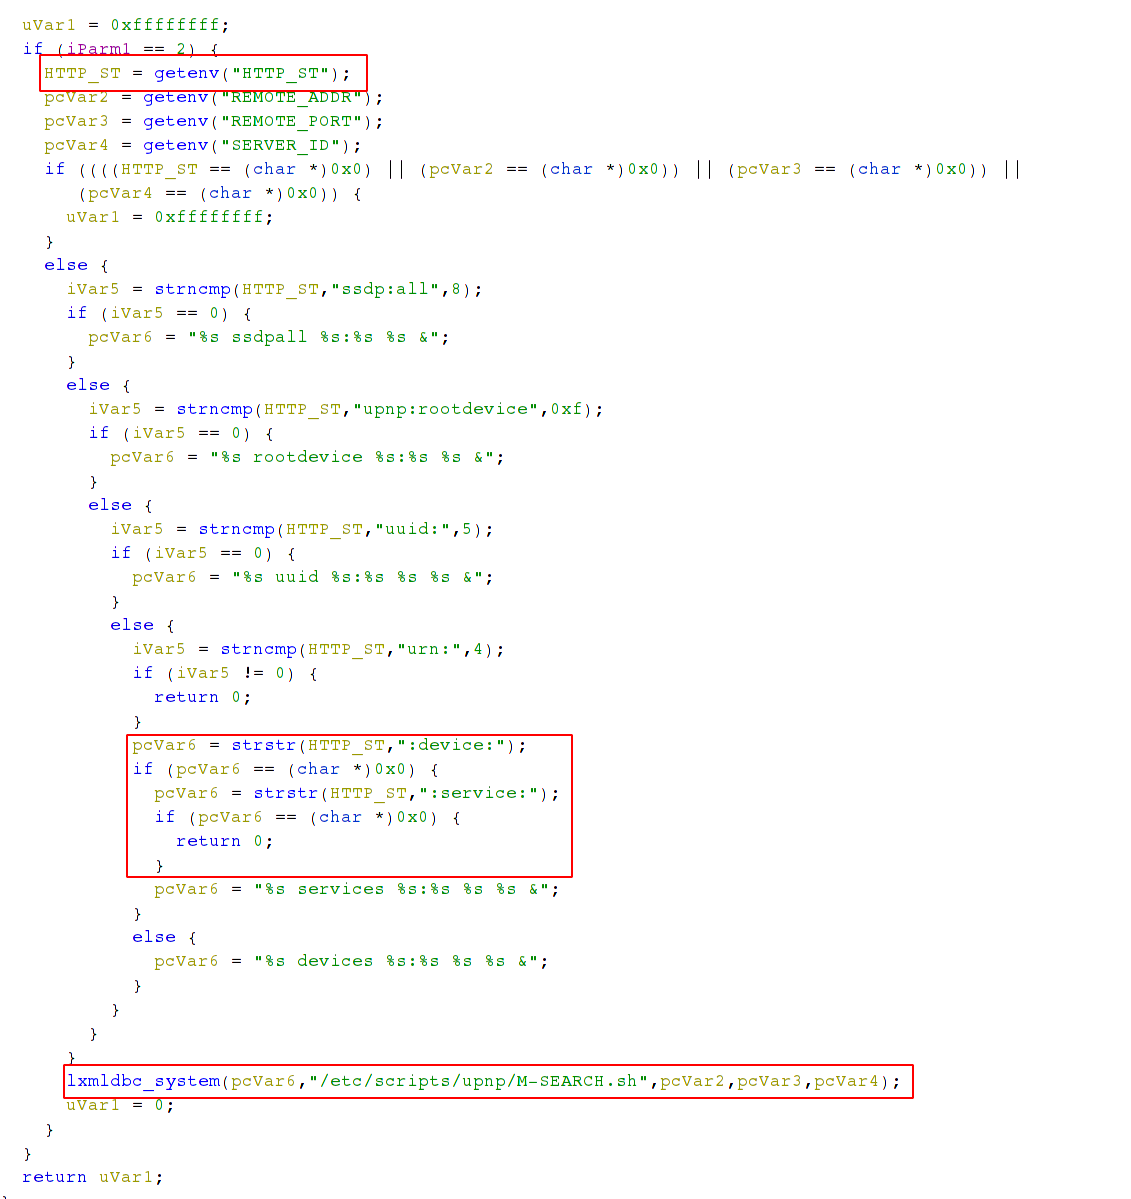 uVar1 = 0xffffffff;
if (iParm1 == 2) {
HTTP_ST = getenv("HTTP_ST");
pcVar2 = getenv("REMOTE_ADDR");
pcVar3 = getenv("REMOTE_PORT");
pcVar4 = getenv("SERVER_ID");
if ((((HTTP_ST == (char *)0x0) || (pcVar2 == (char *)0x0)) || (pcVar3 == (char *)0x0)) ||
(pcVar4 == (char *)0x0)) {
uVar1 = 0xffffffff;
}
else {
iVar5 = strncmp(HTTP_ST,"ssdp:all",8);
if (iVar5 == 0) {
pcVar6 = "%s ssdpall %s:%s %s &";
}
else {
iVar5 = strncmp(HTTP_ST,"upnp:rootdevice",0xf);
if (iVar5 == 0) {
pcVar6 = "%s rootdevice %s:%s %s &";
}
else {
iVar5 = strncmp(HTTP_ST,"uuid:",5);
if (iVar5 == 0) {
pcVar6 = "%s uuid %s:%s %s %s &";
}
else {
iVar5 = strncmp(HTTP_ST,"urn:",4);
if (iVar5 != 0) {
return 0;
}
pcVar6 = strstr(HTTP_ST,":device:");
if (pcVar6 == (char *)0x0) {
pcVar6 = strstr(HTTP_ST,":service:");
if (pcVar6 == (char *)0x0) {
return 0;
}
pcVar6 = "%s services %s:%s %s %s &";
}
else {
pcVar6 = "%s devices %s:%s %s %s &";
}
}
}
}
lxmldbc_system(pcVar6,"/etc/scripts/upnp/M-SEARCH.sh",pcVar2,pcVar3,pcVar4);
uVar1 = 0;
}
}
return uVar1;